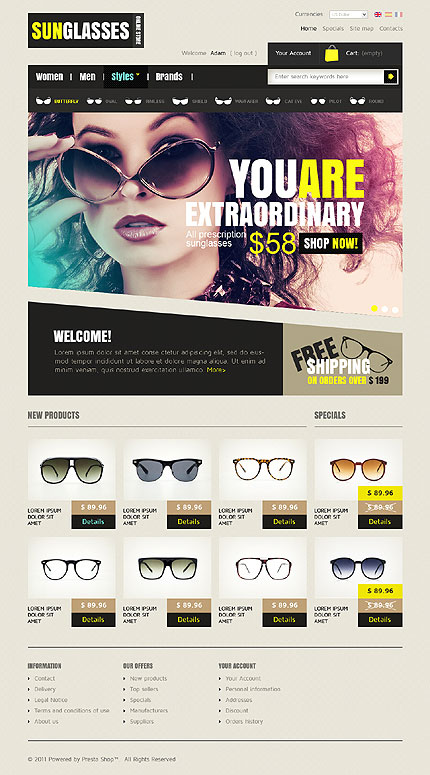 Currencies
Home Specials Site map Contacts
SUNGLASSES
ONLINE STORE
Welcome Adam ( log out )
Your Account
Cart: (empty)
Women | Men | Styles | Brands |
Enter search keywords here
BUTTERFLY OVAL RIMLESS SHIELD WAYFARER CAT EYE PILOT ROUND
YOUARE
EXTRAORDINARY
All prescription
sunglasses
$58
SHOP NOW!
WELCOME!
Lorem ipsum dolor sit amet conse ctetur adipisicing elit, sed do eius-
mod tempor incididunt ut labore et dolore magna aliqua. Ut enim ad
minim veniam, quis nostrud exercitation ullamco. More>
FREE
SHIPPING
ON ORDERS OVER $ 199
NEW PRODUCTS
SPECIALS
LOREM IPSUM
DOLOR SIT
AMET
$ 89.96
Details
LOREM IPSUM
DOLOR SIT
AMET
$ 89.96
Details
LOREM IPSUM
DOLOR SIT
AMET
$ 89.96
Details
LOREM IPSUM
DOLOR SIT
AMET
$ 89.96
$ 89.96
Details
LOREM IPSUM
DOLOR SIT
AMET
$ 89.96
Details
LOREM IPSUM
DOLOR SIT
AMET
$ 89.96
Details
LOREM IPSUM
DOLOR SIT
AMET
$ 89.96
Details
LOREM IPSUM
DOLOR SIT
AMET
$ 89.96
$ 89.96
Details
INFORMATION
Contact
Delivery
Legal Notice
Terms and conditions of use
About us
OUR OFFERS
New products
Top sellers
Specials
Manufacturers
Suppliers
YOUR ACCOUNT
Your Account
Personal information
Addresses
Discount
Orders history
© 2011 Powered by Presta Shop™. All Rights Reserved